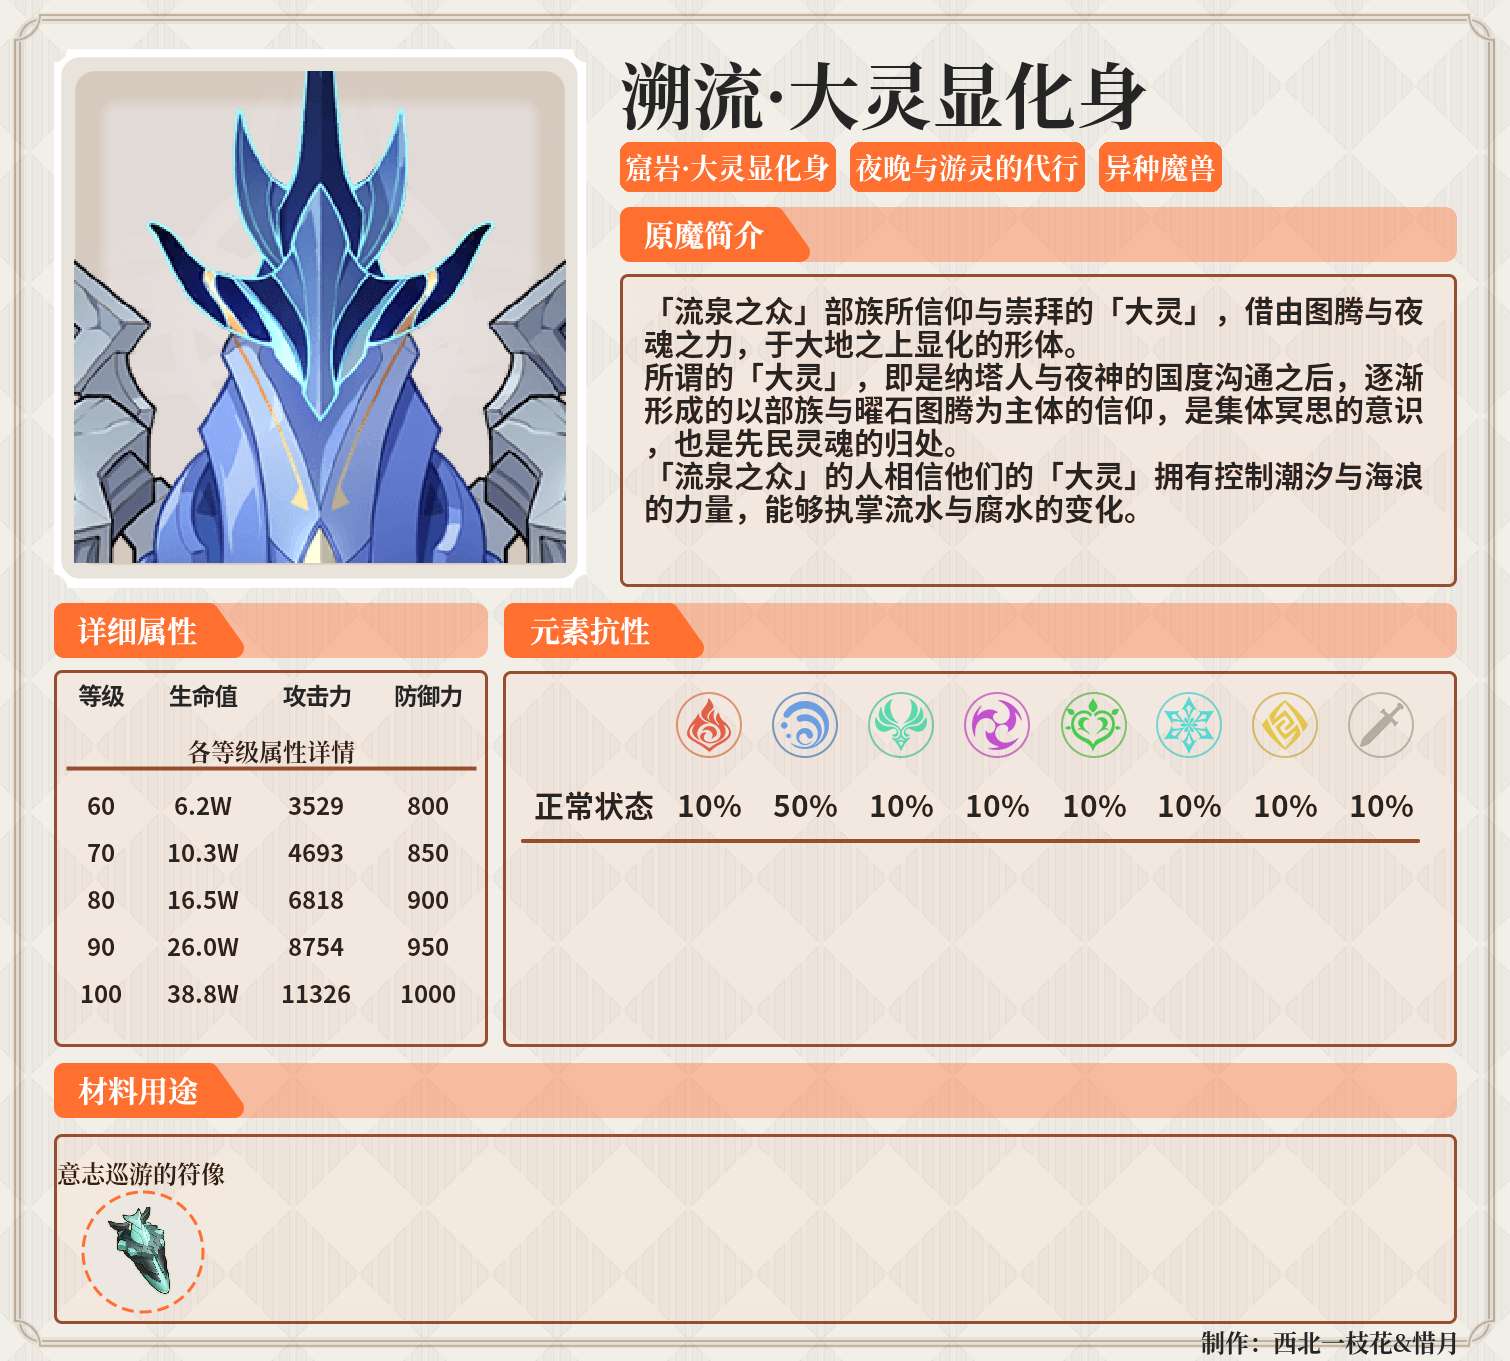 溯流·大灵显化身
窟岩·大灵显化身 夜晚与游灵的代行 异种魔兽
原魔简介
「流泉之众」部族所信仰与崇拜的「大灵」，借由图腾与夜
魂之力，于大地之上显化的形体。
所谓的「大灵」，即是纳塔人与夜神的国度沟通之后，逐渐
形成的以部族与曜石图腾为主体的信仰，是集体冥思的意识
，也是先民灵魂的归处。
「流泉之众」的人相信他们的「大灵」拥有控制潮汐与海浪
的力量，能够执掌流水与腐水的变化。
详细属性
等级 生命值 攻击力 防御力
各等级属性详情
60 6.2W 3529 800
70 10.3W 4693 850
80 16.5W 6818 900
90 26.0W 8754 950
100 38.8W 11326 1000
元素抗性
正常状态 10% 50% 10% 10% 10% 10% 10% 10%
材料用途
意志巡游的符像
制作：西北一枝花&惜月